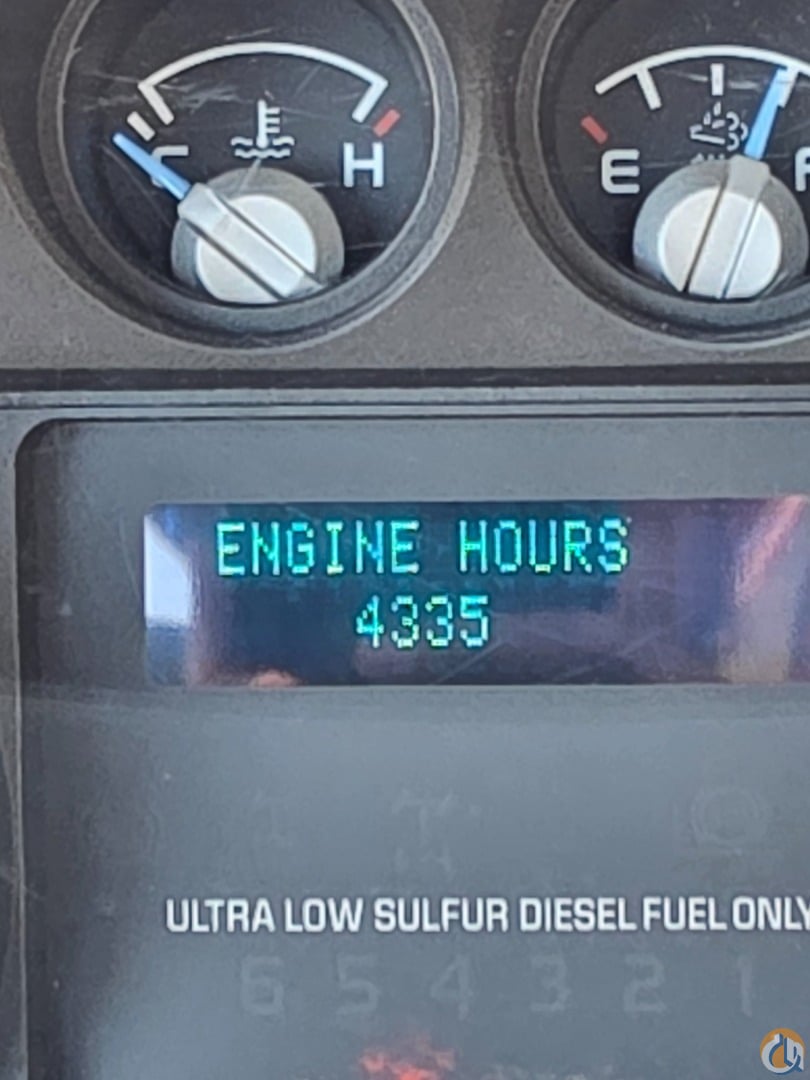 C H
E F
ENGINE HOURS
4335
ULTRA LOW SULFUR DIESEL FUEL ONLY
6 5 4 3 2 1